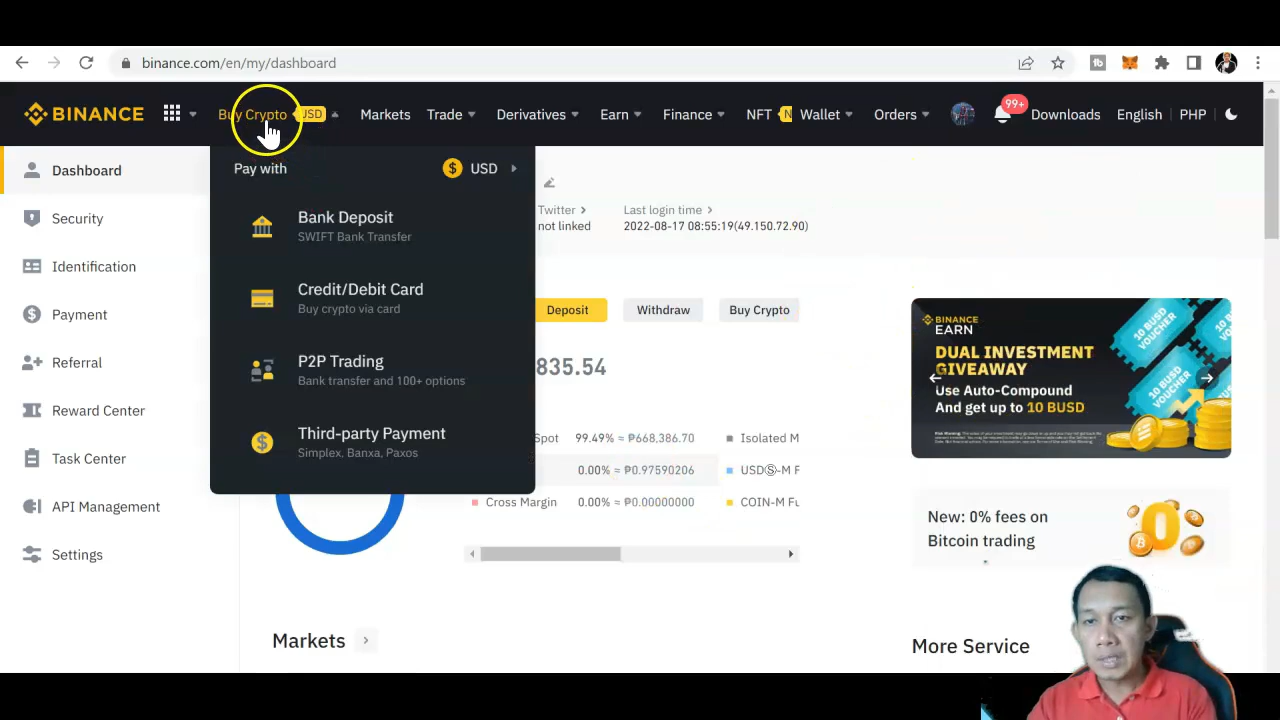 binance.com/en/my/dashboard
BINANCE
Buy Crypto
USD
Markets
Trade
Derivatives
Earn
Finance
NFT
N
Wallet
Orders
99+
Downloads
English
PHP
Dashboard
Security
Identification
Payment
Referral
Reward Center
Task Center
API Management
Settings
Pay with
USD
Bank Deposit
SWIFT Bank Transfer
Credit/Debit Card
Buy crypto via card
P2P Trading
Bank transfer and 100+ options
Third-party Payment
Simplex, Banxa, Paxos
Twitter
not linked
Last login time
2022-08-17 08:55:19(49.150.72.90)
Deposit
Withdraw
Buy Crypto
835.54
Spot 99.49% ≈ ₱668,386.70 Isolated M
0.00% ≈ ₱0.97590206 USDⓈ-M F
Cross Margin 0.00% ≈ ₱0.00000000 COIN-M Fu
Markets
BINANCE
EARN
DUAL INVESTMENT
GIVEAWAY
Use Auto-Compound
And get up to 10 BUSD
10 BUSD
VOUCHER
10 BUSD
VOUCHER
New: 0% fees on
Bitcoin trading
0
More Service